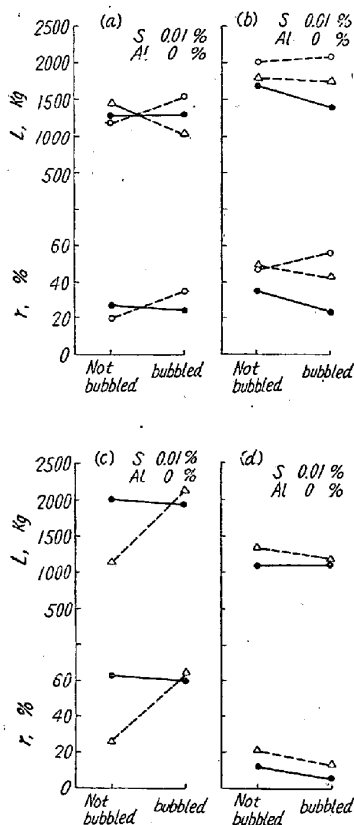 (a)
S 0.01 %
Al 0 %
(b)
S 0.01 %
Al 0 %
2500
2000
1500
1000
500
L, Kg
60
40
20
0
r, %
Not bubbled
bubbled
Not bubbled
bubbled
(c)
S 0.01 %
Al 0 %
(d)
S 0.01 %
Al 0 %
2500
2000
1500
1000
500
L, Kg
60
40
20
0
r, %
Not bubbled
bubbled
Not bubbled
bubbled